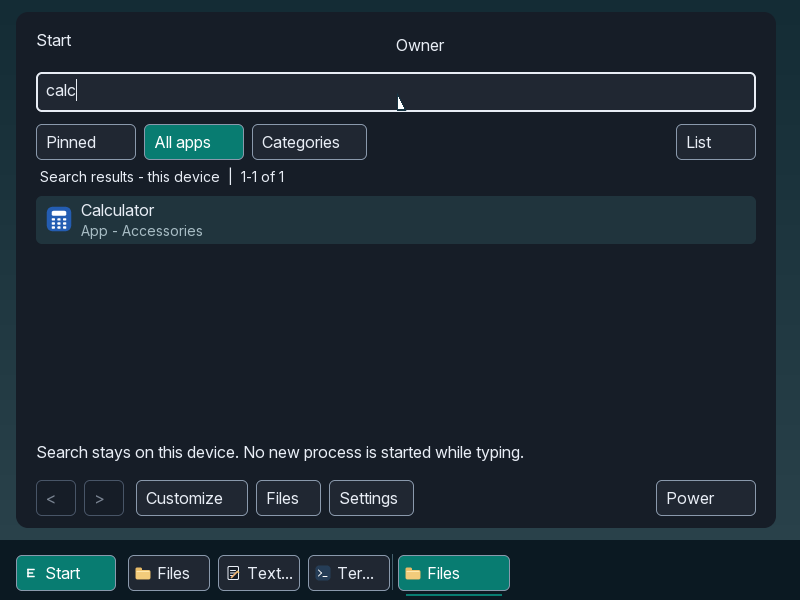 Start
Owner
calc
Pinned
All apps
Categories
List
Search results - this device | 1-1 of 1
Calculator
App - Accessories
Search stays on this device. No new process is started while typing.
<
>
Customize
Files
Settings
Power
E Start
Files
Text...
>_ Ter...
Files